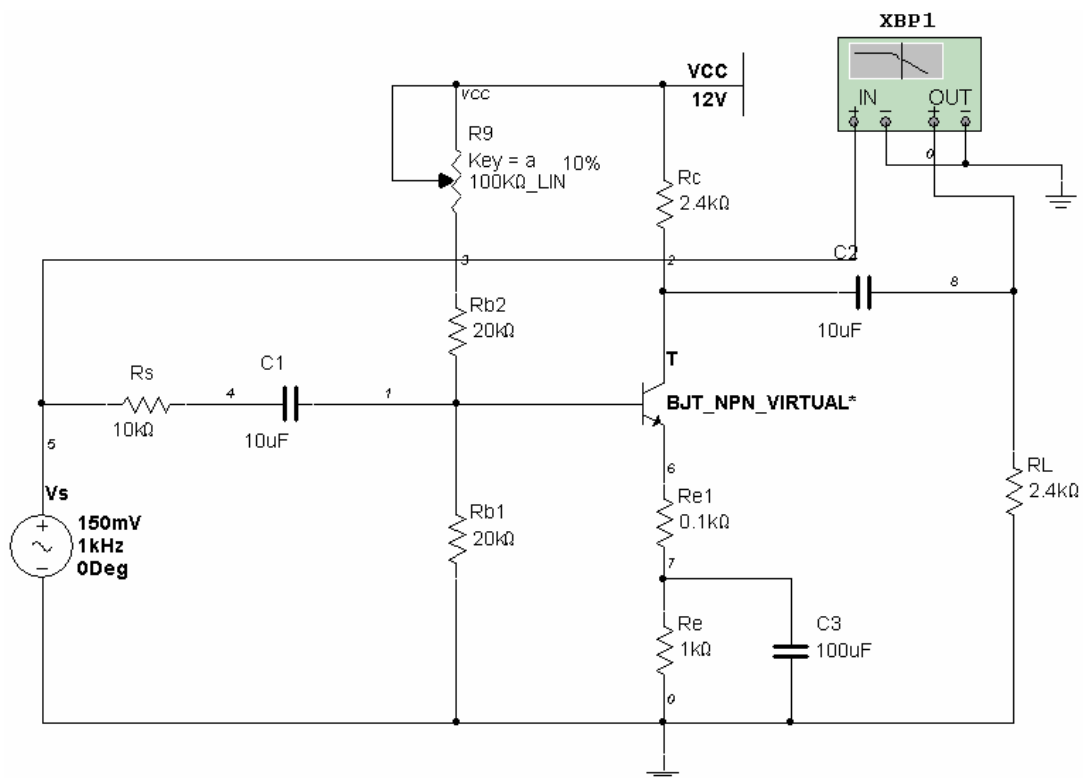 XBP1
VCC
12V
IN
OUT
+
−
+
−
0
VCC
R9
Key = a 10%
100KΩ_LIN
Rc
2.4kΩ
3
2
C2
8
10uF
Rb2
20kΩ
T
BJT_NPN_VIRTUAL*
Rs
4
C1
1
10kΩ
10uF
5
6
Vs
150mV
1kHz
0Deg
+
−
Rb1
20kΩ
Re1
0.1kΩ
RL
2.4kΩ
7
Re
1kΩ
C3
100uF
0